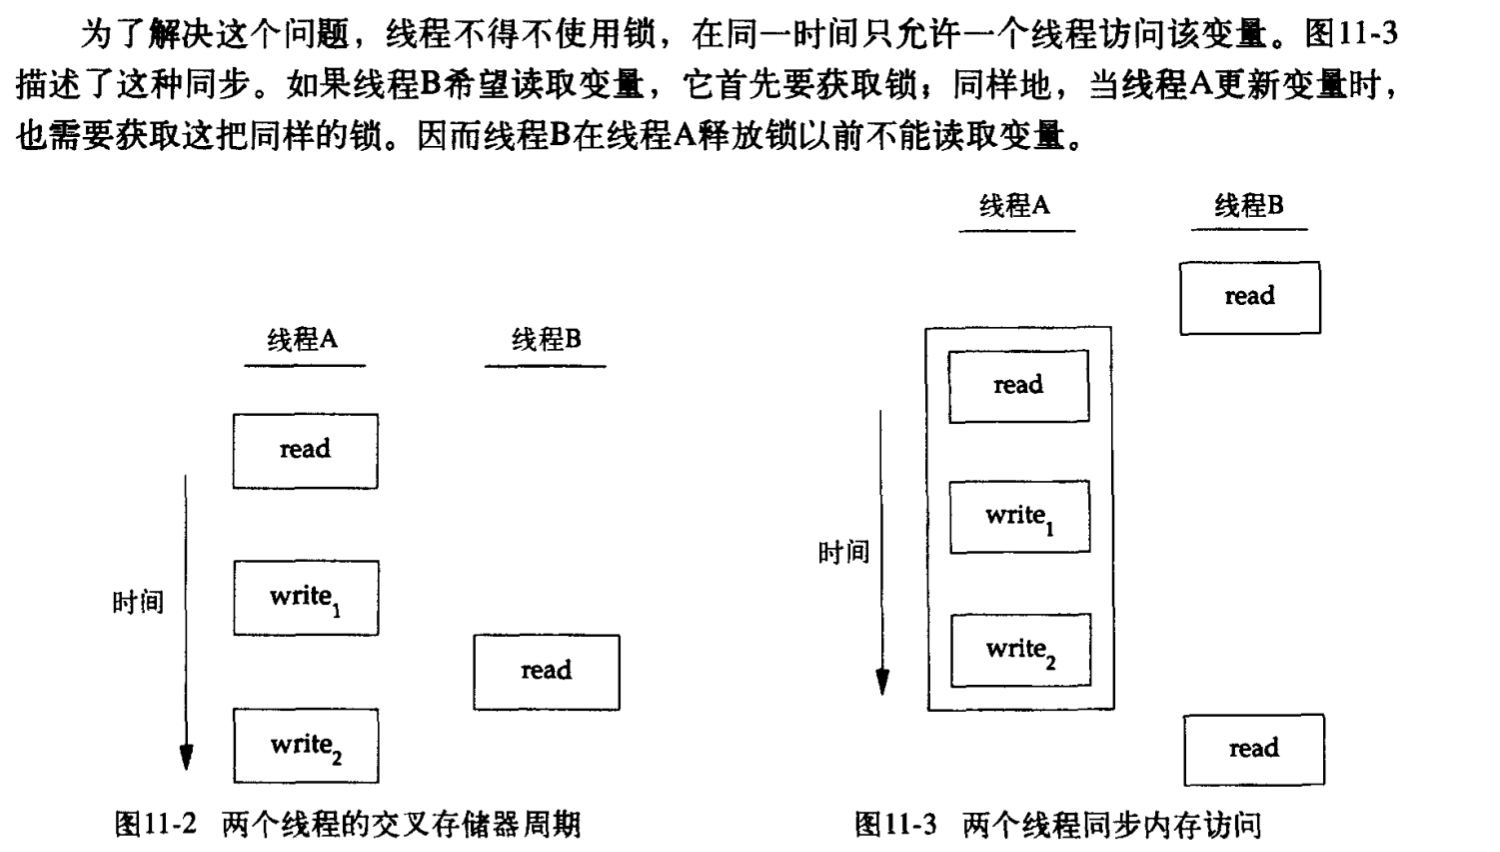 为了解决这个问题，线程不得不使用锁，在同一时间只允许一个线程访问该变量。图11-3
描述了这种同步。如果线程B希望读取变量，它首先要获取锁；同样地，当线程A更新变量时，
也需要获取这把同样的锁。因而线程B在线程A释放锁以前不能读取变量。
线程A 线程B
read
write1
read
write2
时间
图11-2 两个线程的交叉存储器周期
线程A 线程B
read
read
write1
write2
read
时间
图11-3 两个线程同步内存访问